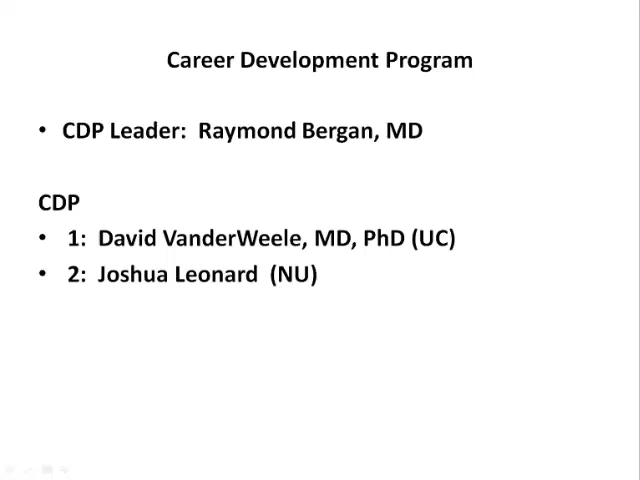 Career Development Program
• CDP Leader:  Raymond Bergan, MD
CDP
• 1:  David VanderWeele, MD, PhD (UC)
• 2:  Joshua Leonard  (NU)